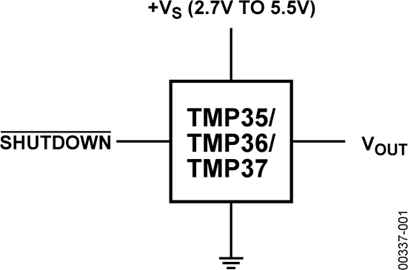 +VS (2.7V TO 5.5V)
TMP35/
TMP36/
TMP37
SHUTDOWN
VOUT
00337-001